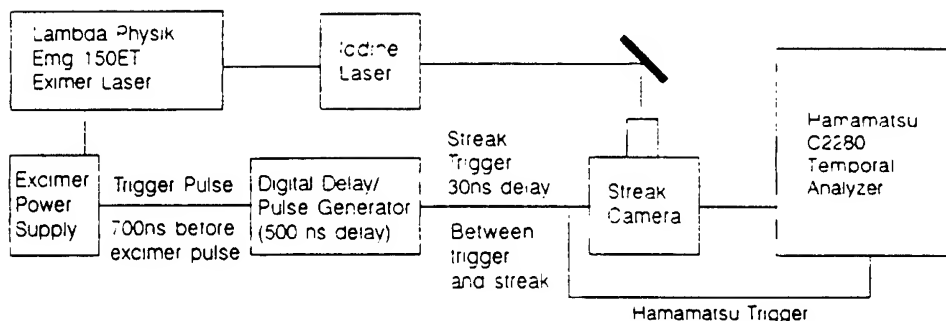 Lambda Physik
Emg 150ET
Eximer Laser
Iodine
Laser
Hamamatsu
C2280
Temporal
Analyzer
Excimer
Power
Supply
Trigger Pulse
700ns before
excimer pulse
Digital Delay/
Pulse Generator
(500 ns delay)
Streak
Trigger
30ns delay
Between
trigger
and streak
Streak
Camera
Hamamatsu Trigger